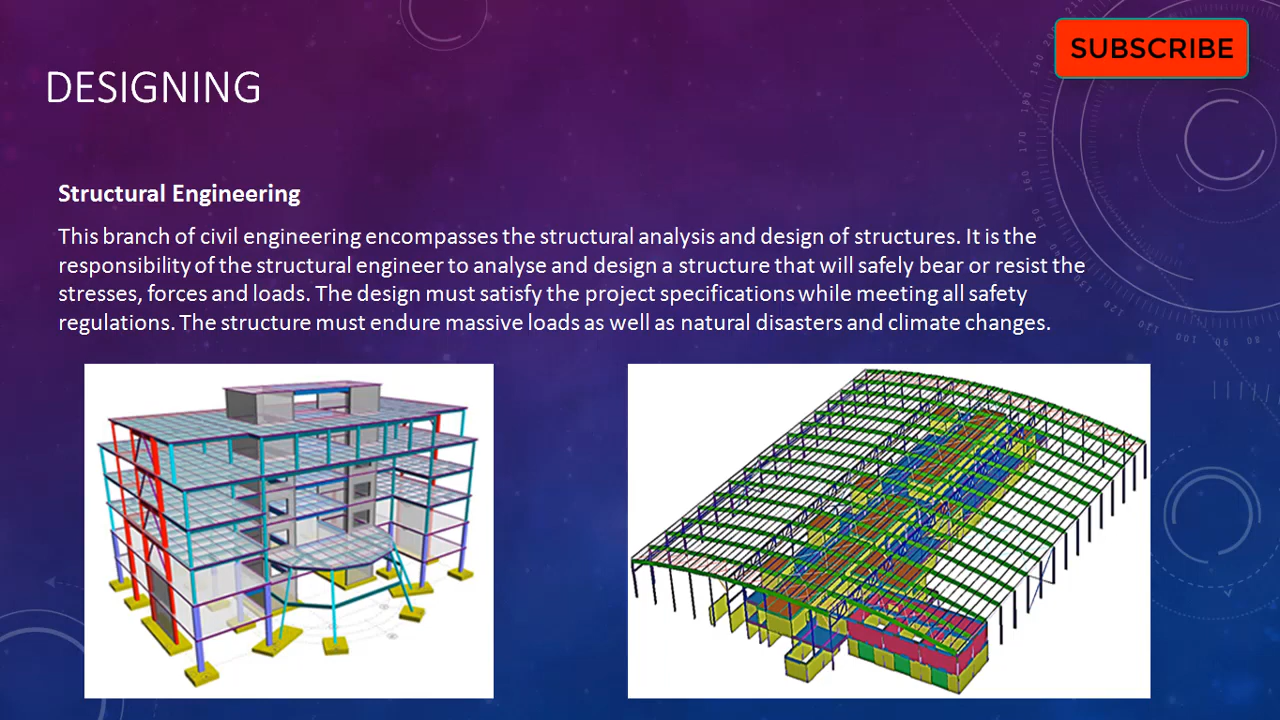 SUBSCRIBE
DESIGNING
Structural Engineering
This branch of civil engineering encompasses the structural analysis and design of structures. It is the
responsibility of the structural engineer to analyse and design a structure that will safely bear or resist the
stresses, forces and loads. The design must satisfy the project specifications while meeting all safety
regulations. The structure must endure massive loads as well as natural disasters and climate changes.